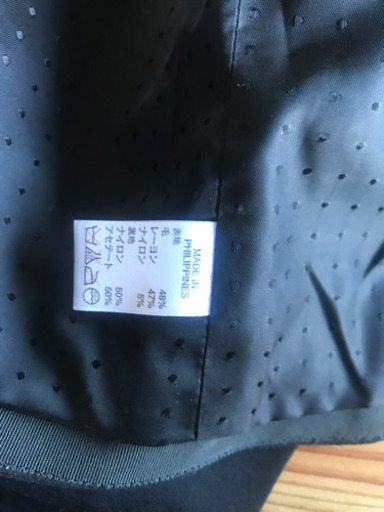 MADE IN
PHILIPPINES
表地
毛 48%
レーヨン 47%
ナイロン 5%
裏地
ナイロン 50%
アセテート 50%